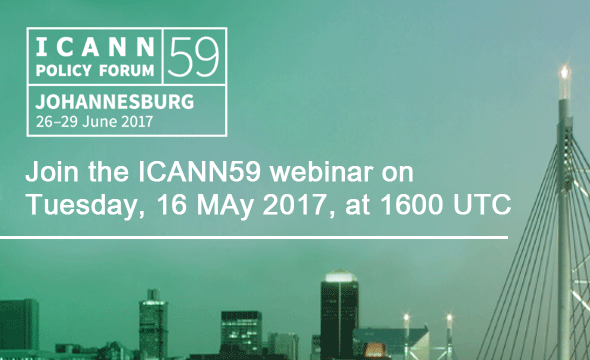 ICANN
POLICY FORUM
59
JOHANNESBURG
26–29 June 2017
Join the ICANN59 webinar on
Tuesday, 16 MAy 2017, at 1600 UTC